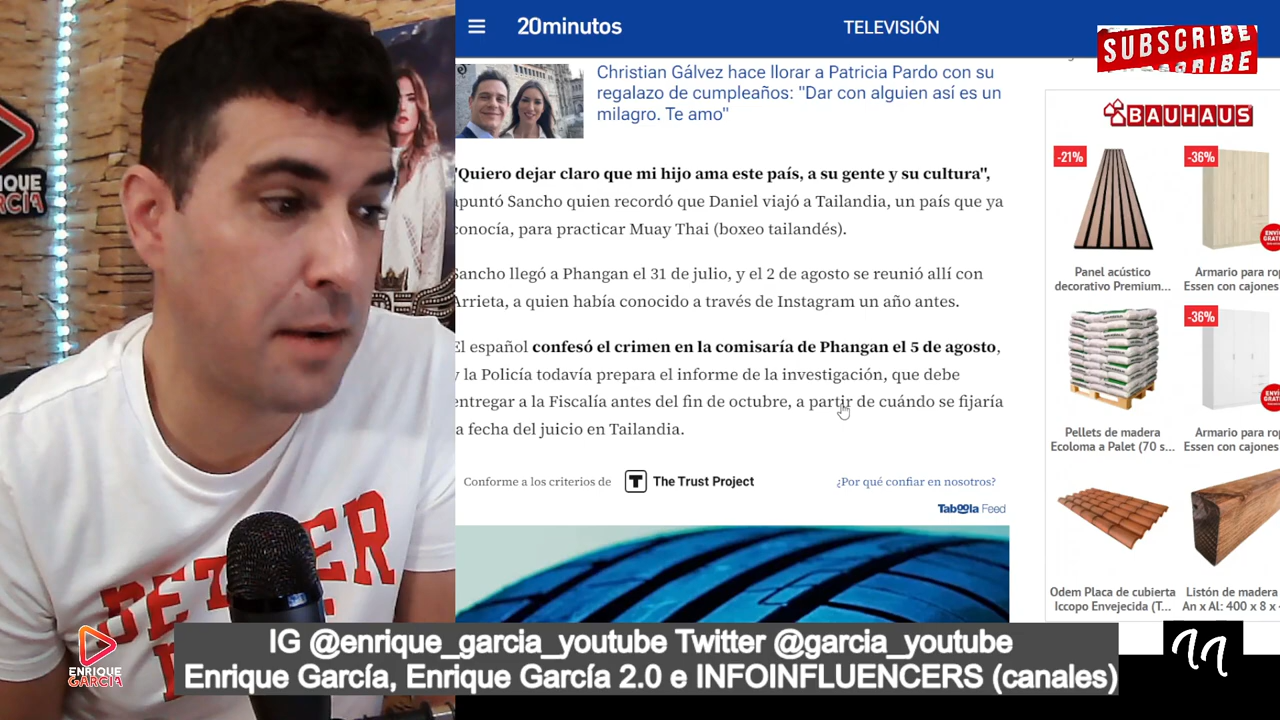 20minutos
TELEVISIÓN
SUBSCRIBE
Christian Gálvez hace llorar a Patricia Pardo con su
regalazo de cumpleaños: "Dar con alguien así es un
milagro. Te amo"
"Quiero dejar claro que mi hijo ama este país, a su gente y su cultura",
apuntó Sancho quien recordó que Daniel viajó a Tailandia, un país que ya
conocía, para practicar Muay Thai (boxeo tailandés).
Sancho llegó a Phangan el 31 de julio, y el 2 de agosto se reunió allí con
Arrieta, a quien había conocido a través de Instagram un año antes.
El español confesó el crimen en la comisaría de Phangan el 5 de agosto,
y la Policía todavía prepara el informe de la investigación, que debe
entregar a la Fiscalía antes del fin de octubre, a partir de cuándo se fijaría
la fecha del juicio en Tailandia.
Conforme a los criterios de
T The Trust Project
¿Por qué confiar en nosotros?
Taboola Feed
BAUHAUS
-21%
-36%
Panel acústico
decorativo Premium...
Armario para rop
Essen con cajones
-36%
Pellets de madera
Ecoloma a Palet (70 s...
Armario para rop
Essen con cajones
Odem Placa de cubierta
Iccopo Envejecida (T...
Listón de madera
An x Al: 400 x 8 x
IG @enrique_garcia_youtube Twitter @garcia_youtube
Enrique García, Enrique García 2.0 e INFOINFLUENCERS (canales)
ENRIQUE
GARCÍA